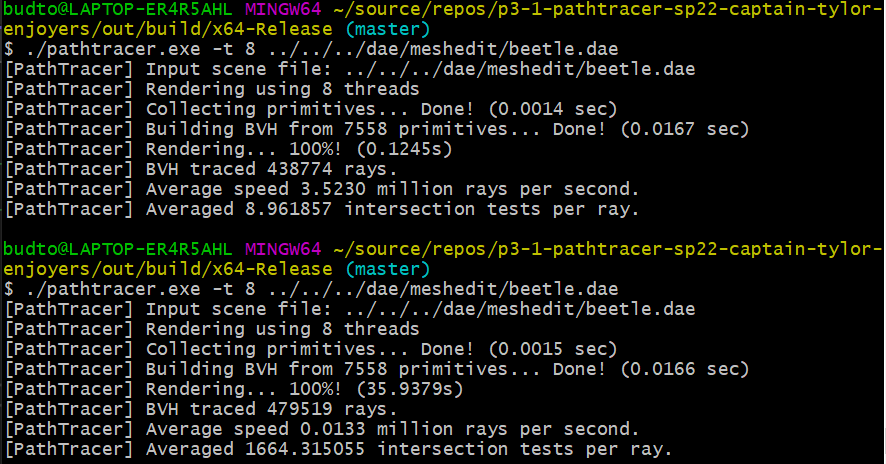 budto@LAPTOP-ER4R5AHL MINGW64 ~/source/repos/p3-1-pathtracer-sp22-captain-tylor-
enjoyers/out/build/x64-Release (master)
$ ./pathtracer.exe -t 8 ../../../dae/meshedit/beetle.dae
[PathTracer] Input scene file: ../../../dae/meshedit/beetle.dae
[PathTracer] Rendering using 8 threads
[PathTracer] Collecting primitives... Done! (0.0014 sec)
[PathTracer] Building BVH from 7558 primitives... Done! (0.0167 sec)
[PathTracer] Rendering... 100%! (0.1245s)
[PathTracer] BVH traced 438774 rays.
[PathTracer] Average speed 3.5230 million rays per second.
[PathTracer] Averaged 8.961857 intersection tests per ray.
budto@LAPTOP-ER4R5AHL MINGW64 ~/source/repos/p3-1-pathtracer-sp22-captain-tylor-
enjoyers/out/build/x64-Release (master)
$ ./pathtracer.exe -t 8 ../../../dae/meshedit/beetle.dae
[PathTracer] Input scene file: ../../../dae/meshedit/beetle.dae
[PathTracer] Rendering using 8 threads
[PathTracer] Collecting primitives... Done! (0.0015 sec)
[PathTracer] Building BVH from 7558 primitives... Done! (0.0166 sec)
[PathTracer] Rendering... 100%! (35.9379s)
[PathTracer] BVH traced 479519 rays.
[PathTracer] Average speed 0.0133 million rays per second.
[PathTracer] Averaged 1664.315055 intersection tests per ray.